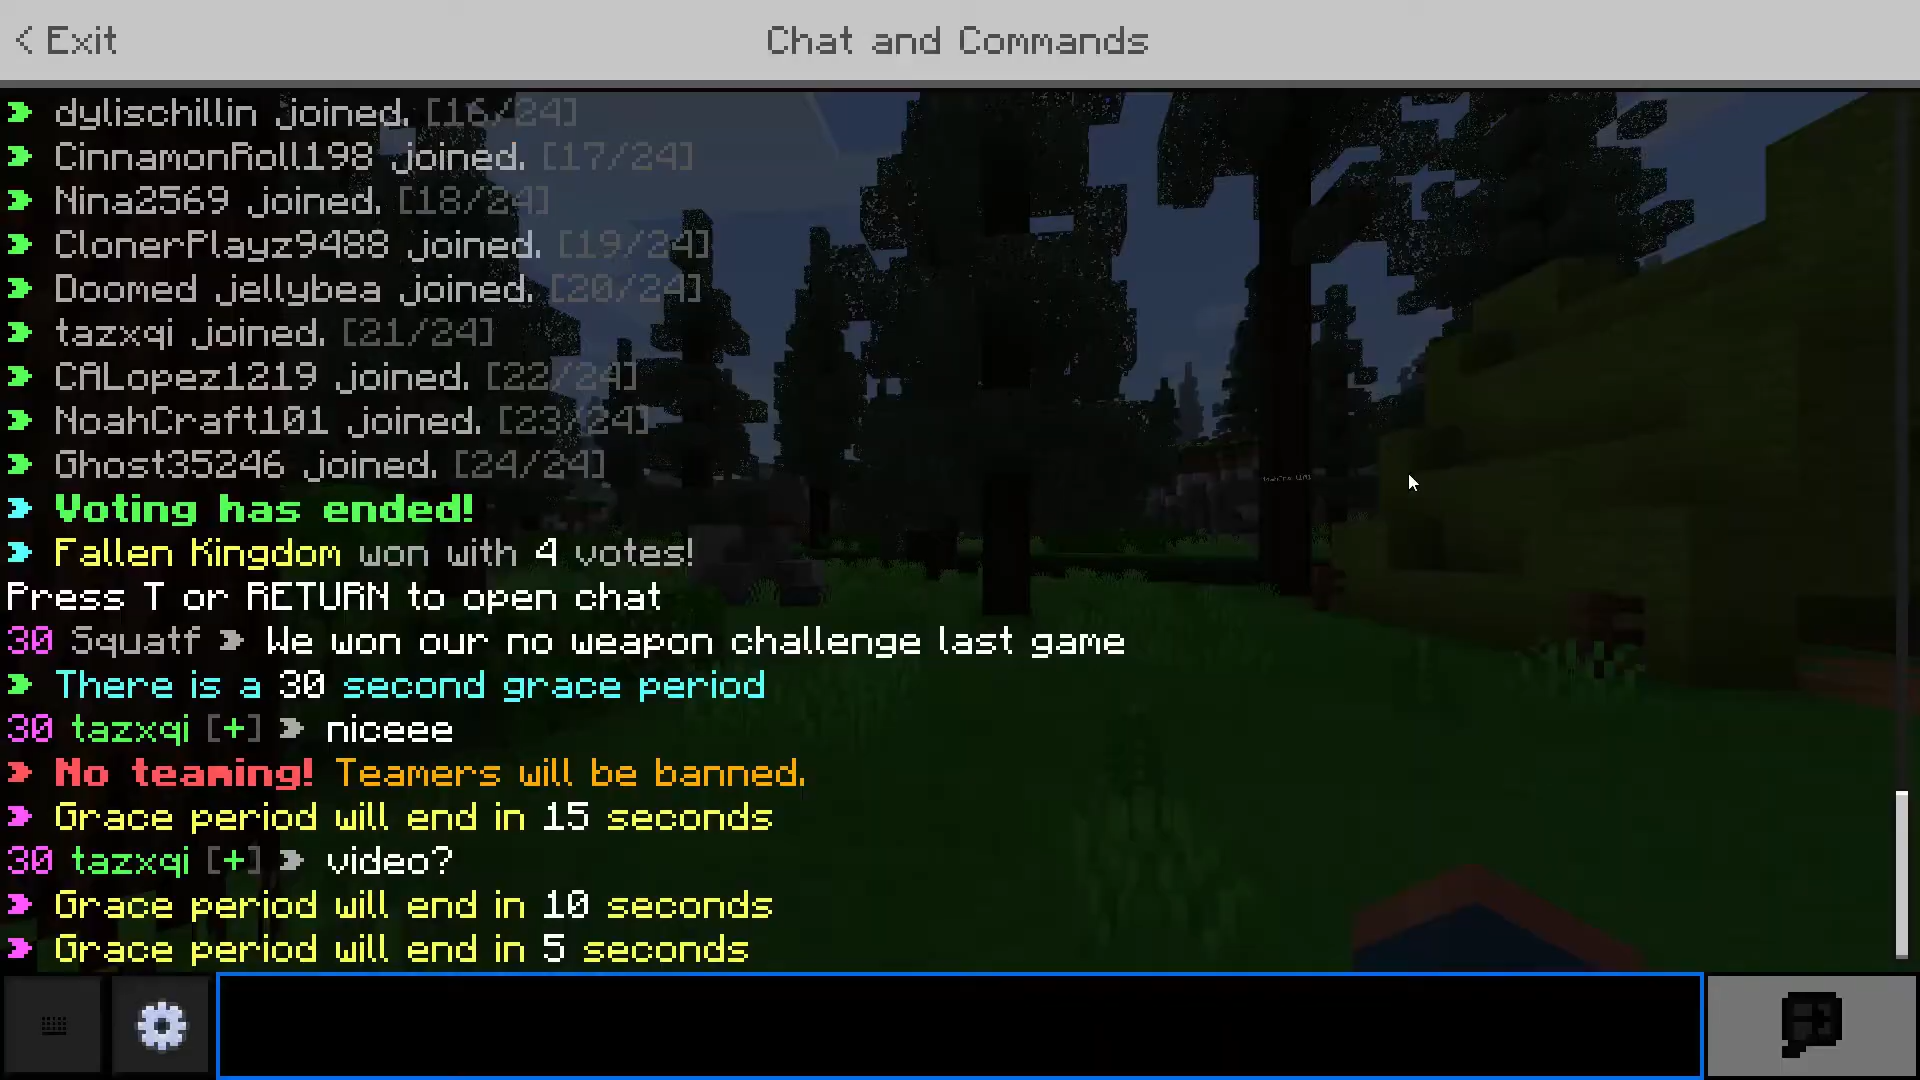 < Exit
Chat and Commands
dylischillin joined. [16/24]
CinnamonRoll198 joined. [17/24]
Nina2569 joined. [18/24]
ClonerPlayz9488 joined. [19/24]
Doomed jellybea joined. [20/24]
tazxqi joined. [21/24]
CALopez1219 joined. [22/24]
NoahCraft101 joined. [23/24]
Ghost35246 joined. [24/24]
Voting has ended!
Fallen Kingdom won with 4 votes!
Press T or RETURN to open chat
30 Squatf » We won our no weapon challenge last game
There is a 30 second grace period
30 tazxqi [+] » niceee
No teaming! Teamers will be banned.
Grace period will end in 15 seconds
30 tazxqi [+] » video?
Grace period will end in 10 seconds
Grace period will end in 5 seconds